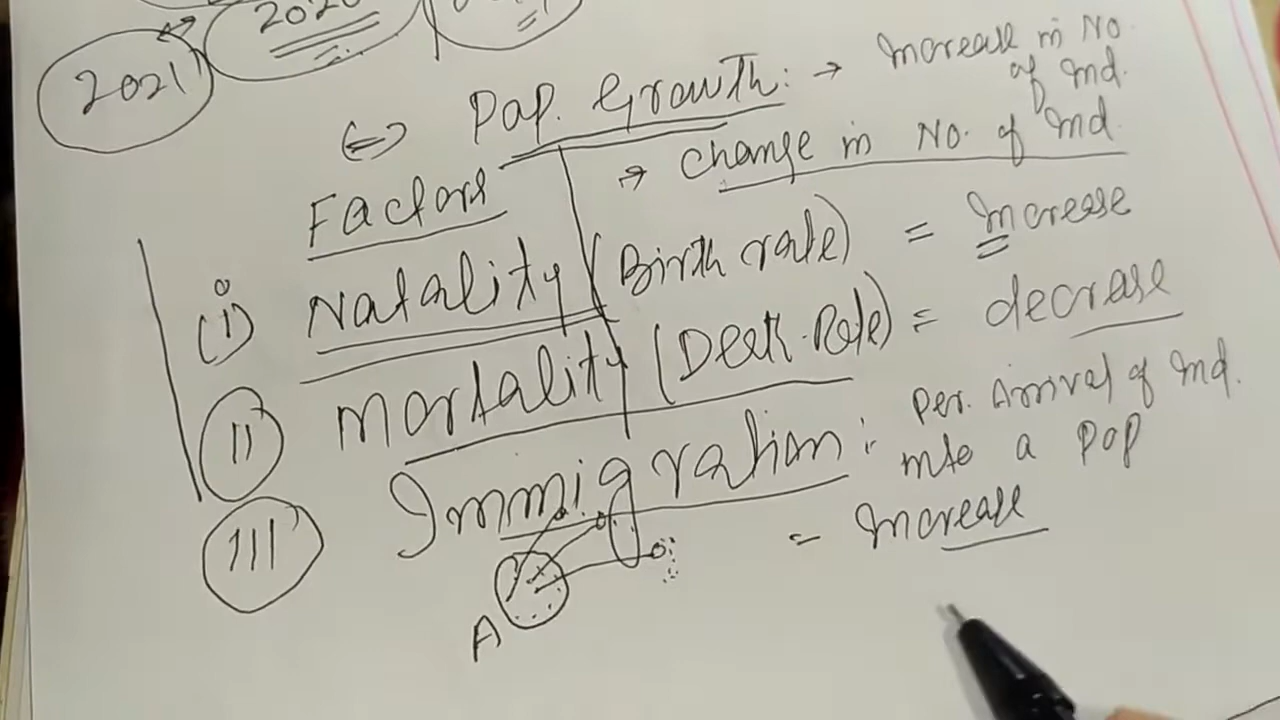 2021
2020
⇔ Pop. Growth: → Increase in No.
of Ind.
→ Change in No. of Ind.
Factors
(i) Natality (Birth rate) = Increase
II Mortality (Death Rate) = decrease
III Immigration: Per. Arrival of Ind.
into a Pop
= Increase
A